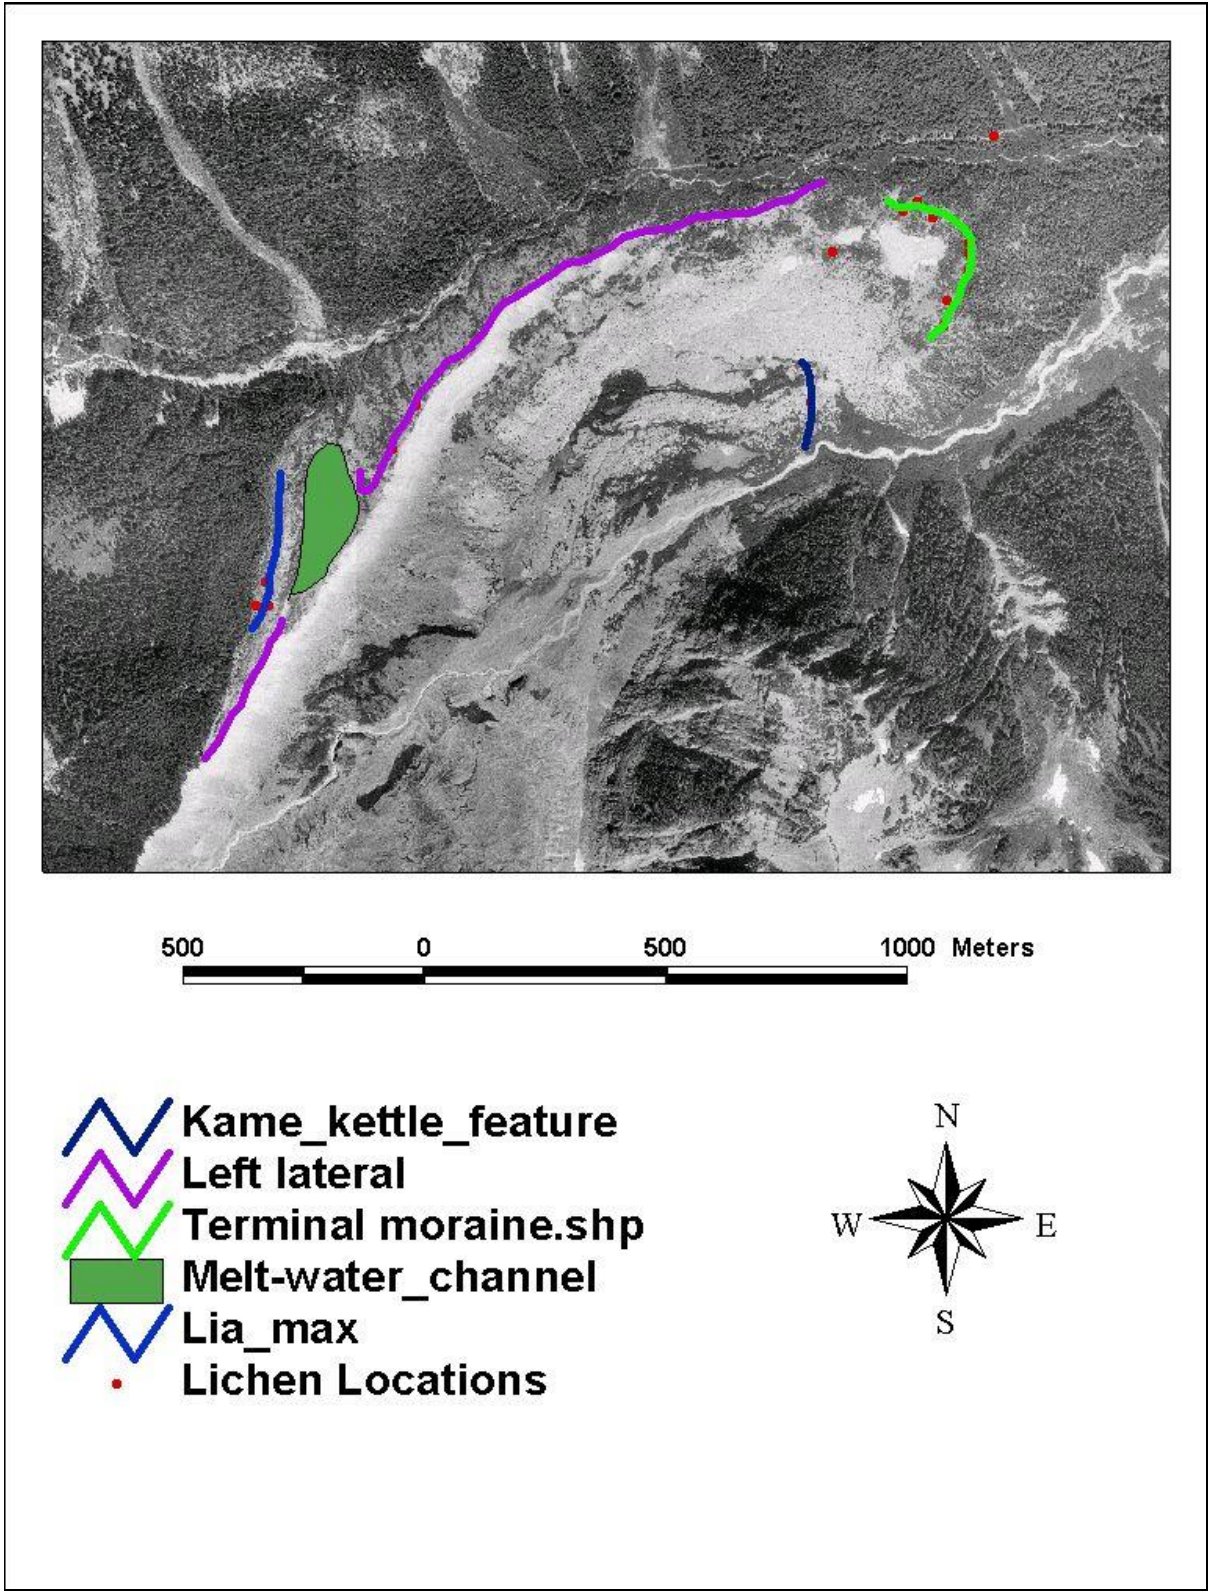 500 0 500 1000 Meters
Kame_kettle_feature
Left lateral
Terminal moraine.shp
Melt-water_channel
Lia_max
Lichen Locations
N
W E
S